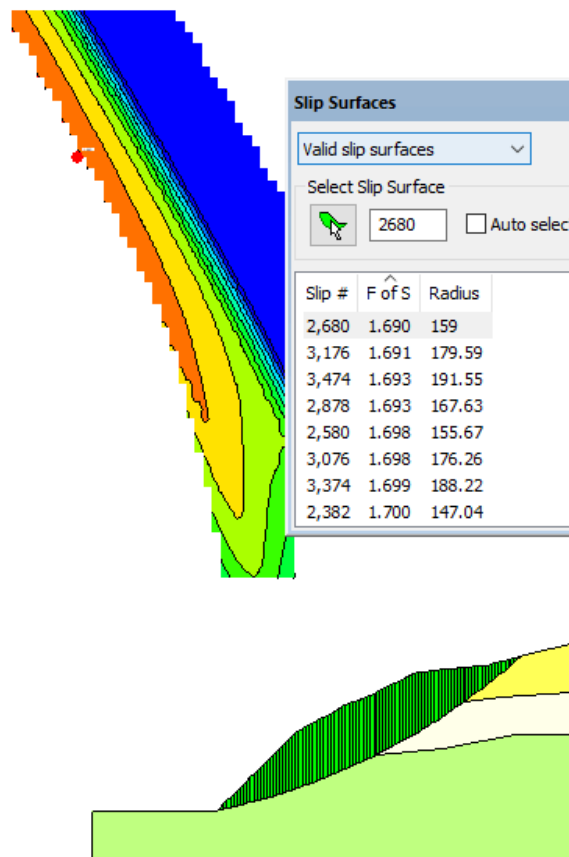 Slip Surfaces
Valid slip surfaces
Select Slip Surface
2680 Auto selec
Slip # F of S Radius
2,680 1.690 159
3,176 1.691 179.59
3,474 1.693 191.55
2,878 1.693 167.63
2,580 1.698 155.67
3,076 1.698 176.26
3,374 1.699 188.22
2,382 1.700 147.04